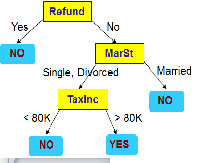 Refund
Yes No
NO MarSt
Single, Divorced Married
TaxInc NO
< 80K > 80K
NO YES